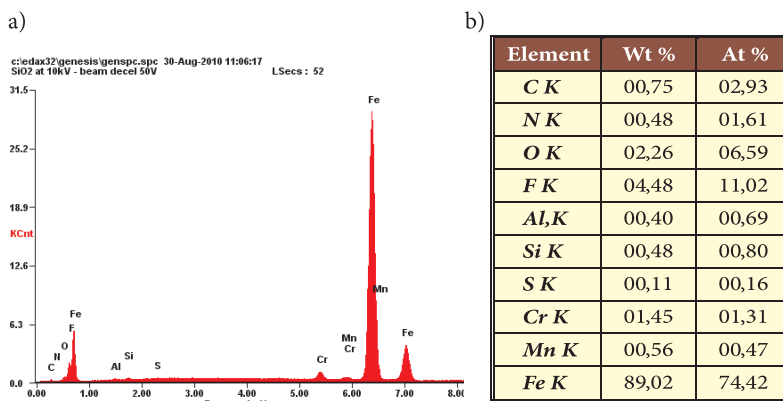 a)
c:\edax32\genesis\genspc.spc 30-Aug-2010 11:06:17
SiO2 at 10kV - beam decel 50V LSecs : 52
31.5
25.2
18.9
KCnt
12.6
6.3
0.0
Fe
Mn
Fe
F
O
N
C
Al
Si
S
Cr
Mn
Cr
Fe
0.00 1.00 2.00 3.00 4.00 5.00 6.00 7.00 8.00
b)
Element Wt % At %
C K 00,75 02,93
N K 00,48 01,61
O K 02,26 06,59
F K 04,48 11,02
Al,K 00,40 00,69
Si K 00,48 00,80
S K 00,11 00,16
Cr K 01,45 01,31
Mn K 00,56 00,47
Fe K 89,02 74,42